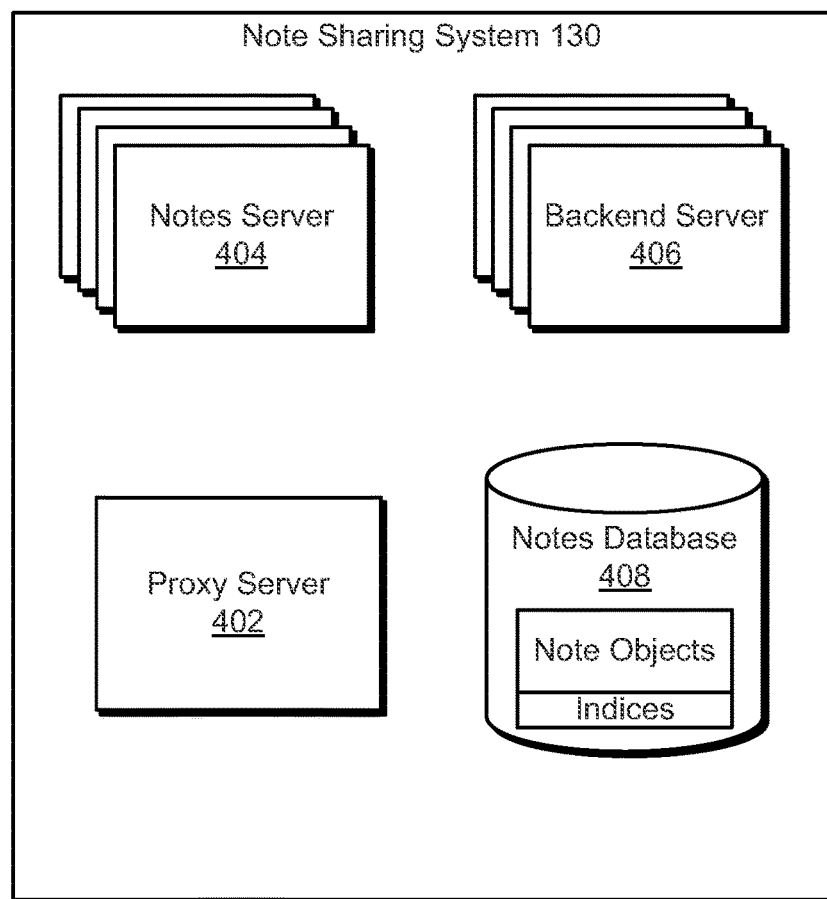 Note Sharing System 130
Notes Server
404
Backend Server
406
Proxy Server
402
Notes Database
408
Note Objects
Indices